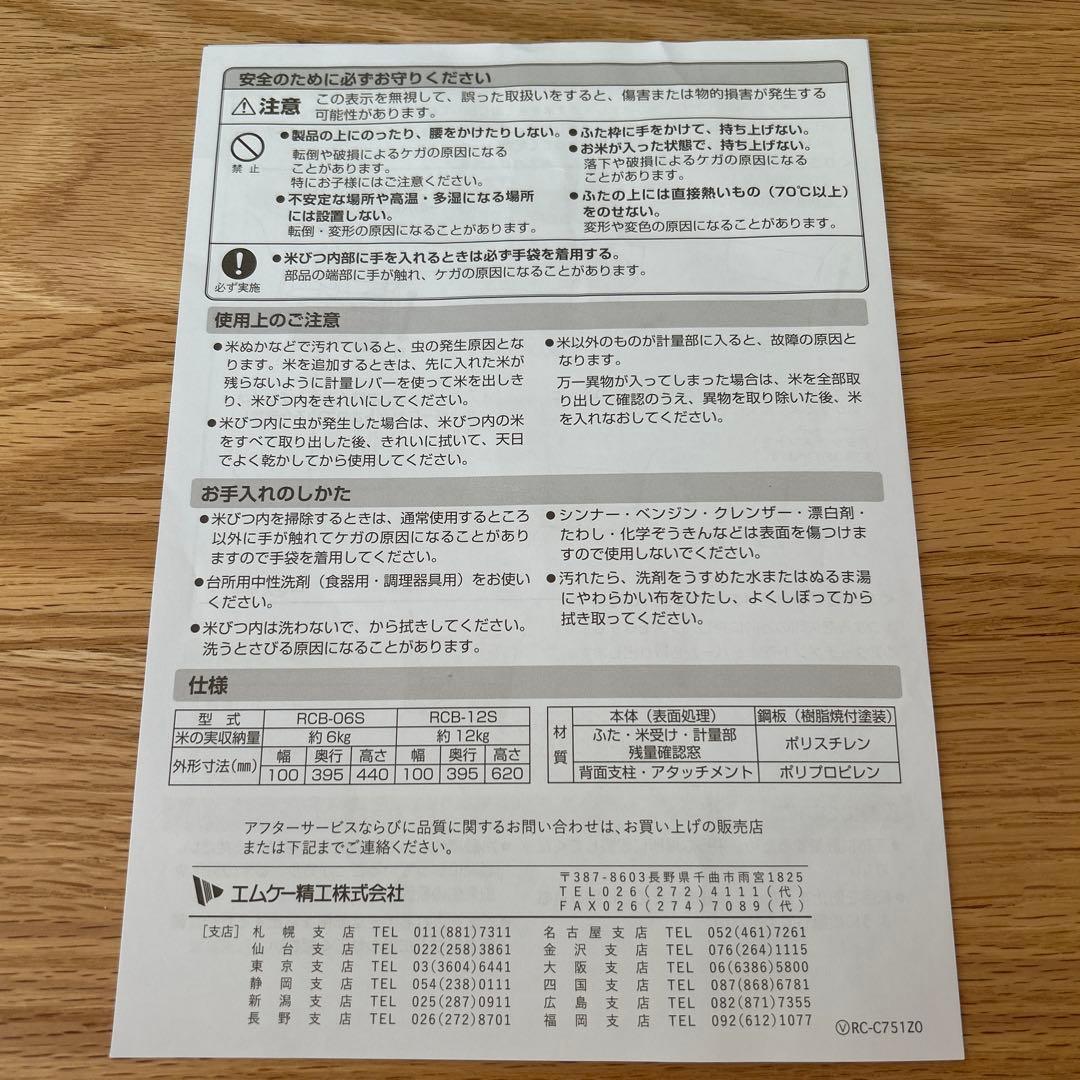 安全のために必ずお守りください
注意
この表示を無視して、誤った取扱いをすると、傷害または物的損害が発生する
可能性があります。
禁止
●製品の上にのったり、腰をかけたりしない。
転倒や破損によるケガの原因になる
ことがあります。
特にお子様にはご注意ください。
●不安定な場所や高温・多湿になる場所
には設置しない。
転倒・変形の原因になることがあります。
●ふた枠に手をかけて、持ち上げない。
●お米が入った状態で、持ち上げない。
落下や破損によるケガの原因になる
ことがあります。
●ふたの上には直接熱いもの（70℃以上）
をのせない。
変形や変色の原因になることがあります。
必ず実施
●米びつ内部に手を入れるときは必ず手袋を着用する。
部品の端部に手が触れ、ケガの原因になることがあります。
使用上のご注意
●米ぬかなどで汚れていると、虫の発生原因とな
ります。米を追加するときは、先に入れた米が
残らないように計量レバーを使って米を出しき
り、米びつ内をきれいにしてください。
●米びつ内に虫が発生した場合は、米びつ内の米
をすべて取り出した後、きれいに拭いて、天日
でよく乾かしてから使用してください。
●米以外のものが計量部に入ると、故障の原因と
なります。
万一異物が入ってしまった場合は、米を全部取
り出して確認のうえ、異物を取り除いた後、米
を入れなおしてください。
お手入れのしかた
●米びつ内を掃除するときは、通常使用するところ
以外に手が触れてケガの原因になることがあり
ますので手袋を着用してください。
●台所用中性洗剤（食器用・調理器具用）をお使い
ください。
●米びつ内は洗わないで、から拭きしてください。
洗うとさびる原因になることがあります。
●シンナー・ベンジン・クレンザー・漂白剤・
たわし・化学ぞうきんなどは表面を傷つけま
すので使用しないでください。
●汚れたら、洗剤をうすめた水またはぬるま湯
にやわらかい布をひたし、よくしぼってから
拭き取ってください。
仕様
型式 RCB-06S RCB-12S
米の実収納量 約6kg 約12kg
外形寸法(mm) 幅 奥行 高さ 幅 奥行 高さ
100 395 440 100 395 620
材質
本体（表面処理） 鋼板（樹脂焼付塗装）
ふた・米受け・計量部
残量確認窓 ポリスチレン
背面支柱・アタッチメント ポリプロピレン
アフターサービスならびに品質に関するお問い合わせは、お買い上げの販売店
または下記までご連絡ください。
エムケー精工株式会社
〒387-8603長野県千曲市雨宮1825
TEL026(272)4111(代)
FAX026(274)7089(代)
[支店] 札幌支店 TEL 011(881)7311 名古屋支店 TEL 052(461)7261
仙台支店 TEL 022(258)3861 金沢支店 TEL 076(264)1115
東京支店 TEL 03(3604)6441 大阪支店 TEL 06(6386)5800
静岡支店 TEL 054(238)0111 四国支店 TEL 087(868)6781
新潟支店 TEL 025(287)0911 広島支店 TEL 082(871)7355
長野支店 TEL 026(272)8701 福岡支店 TEL 092(612)1077
ⓋRC-C751Z0